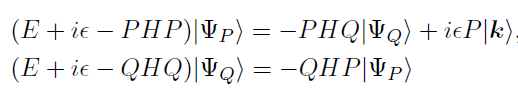 (E + iϵ − PHP)|Ψ_P⟩ = −PHQ|Ψ_Q⟩ + iϵP|𝒌⟩,
(E + iϵ − QHQ)|Ψ_Q⟩ = −QHP|Ψ_P⟩